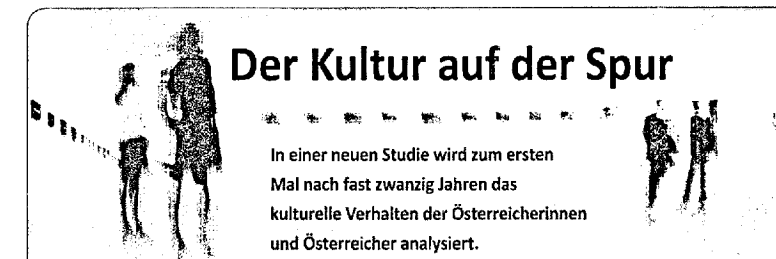 Der Kultur auf der Spur
In einer neuen Studie wird zum ersten
Mal nach fast zwanzig Jahren das
kulturelle Verhalten der Österreicherinnen
und Österreicher analysiert.